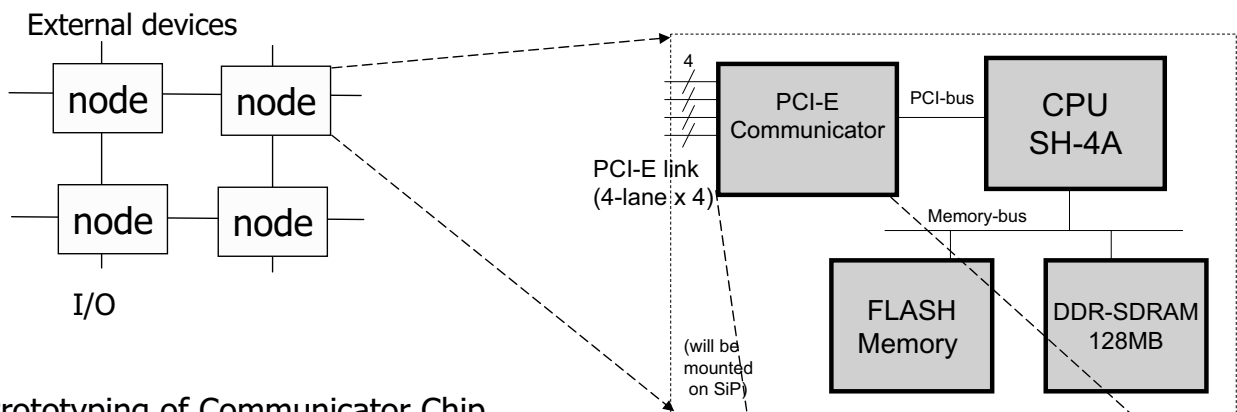 External devices
node
node
node
node
I/O
4
PCI-E
Communicator
PCI-bus
CPU
SH-4A
PCI-E link
(4-lane x 4)
Memory-bus
FLASH
Memory
DDR-SDRAM
128MB
(will be
mounted
on SiP)
rototyping of Communicator Chip